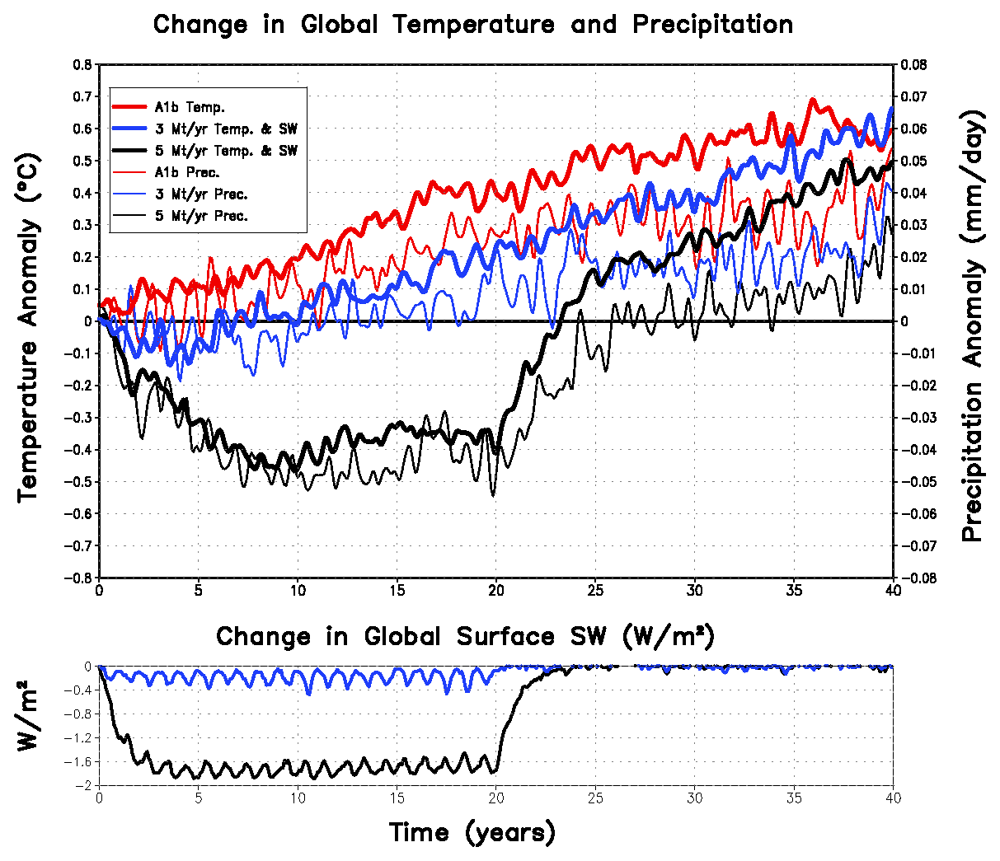 Change in Global Temperature and Precipitation
0.8
0.7
0.6
0.5
0.4
0.3
0.2
0.1
0
−0.1
−0.2
−0.3
−0.4
−0.5
−0.6
−0.7
−0.8
Temperature Anomaly (°C)
A1b Temp.
3 Mt/yr Temp. & SW
5 Mt/yr Temp. & SW
A1b Prec.
3 Mt/yr Prec.
5 Mt/yr Prec.
0.08
0.07
0.06
0.05
0.04
0.03
0.02
0.01
0
−0.01
−0.02
−0.03
−0.04
−0.05
−0.06
−0.07
−0.08
Precipitation Anomaly (mm/day)
0 5 10 15 20 25 30 35 40
Change in Global Surface SW (W/m²)
0
−0.4
−0.8
−1.2
−1.6
−2
W/m²
0 5 10 15 20 25 30 35 40
Time (years)